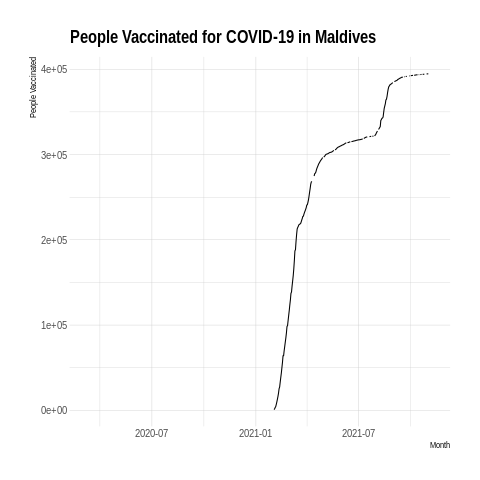 People Vaccinated for COVID-19 in Maldives
People Vaccinated
4e+05
3e+05
2e+05
1e+05
0e+00
2020-07
2021-01
2021-07
Month